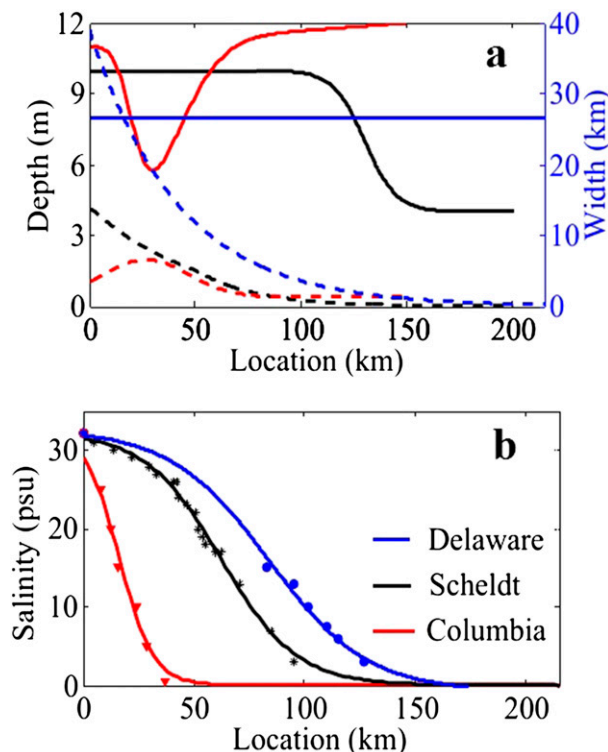 a
12
9
6
3
0
Depth (m)
40
30
20
10
0
Width (km)
0 50 100 150 200
Location (km)
b
30
20
10
0
Salinity (psu)
Delaware
Scheldt
Columbia
0 50 100 150 200
Location (km)